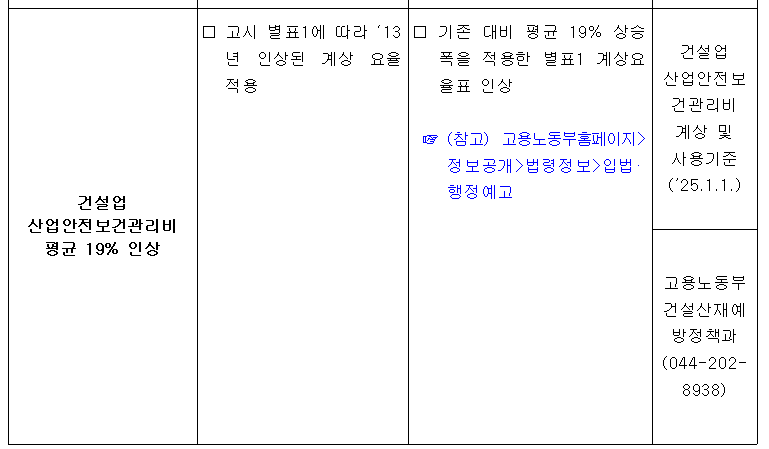 건설업
산업안전보건관리비
평균 19% 인상
□ 고시 별표1에 따라 ‘13
년 인상된 계상 요율
적용
□ 기존 대비 평균 19% 상승
폭을 적용한 별표1 계상요
율표 인상
☞ (참고) 고용노동부홈페이지>
정보공개>법령정보>입법·
행정예고
건설업
산업안전보
건관리비
계상 및
사용기준
(’25.1.1.)
고용노동부
건설산재예
방정책과
(044-202-
8938)